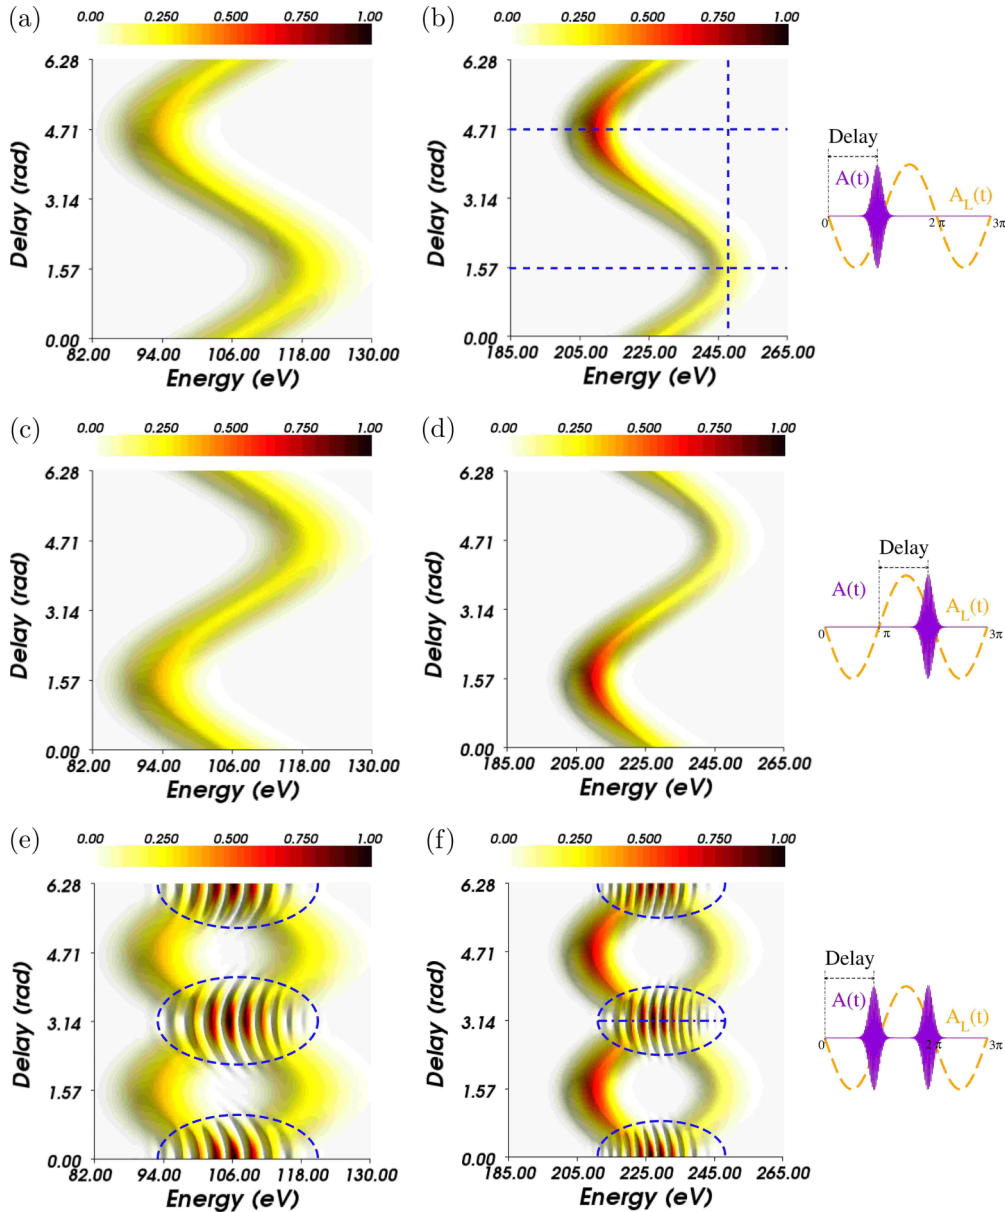 (a)
0.00 0.250 0.500 0.750 1.00
6.28
4.71
3.14
1.57
0.00
Delay (rad)
82.00 94.00 106.00 118.00 130.00
Energy (eV)
(b)
0.00 0.250 0.500 0.750 1.00
6.28
4.71
3.14
1.57
0.00
Delay (rad)
185.00 205.00 225.00 245.00 265.00
Energy (eV)
Delay
A(t)
A_L(t)
0 2π 3π
(c)
0.00 0.250 0.500 0.750 1.00
6.28
4.71
3.14
1.57
0.00
Delay (rad)
82.00 94.00 106.00 118.00 130.00
Energy (eV)
(d)
0.00 0.250 0.500 0.750 1.00
6.28
4.71
3.14
1.57
0.00
Delay (rad)
185.00 205.00 225.00 245.00 265.00
Energy (eV)
Delay
A(t)
A_L(t)
0 π 3π
(e)
0.00 0.250 0.500 0.750 1.00
6.28
4.71
3.14
1.57
0.00
Delay (rad)
82.00 94.00 106.00 118.00 130.00
Energy (eV)
(f)
0.00 0.250 0.500 0.750 1.00
6.28
4.71
3.14
1.57
0.00
Delay (rad)
185.00 205.00 225.00 245.00 265.00
Energy (eV)
Delay
A(t)
A_L(t)
0 2π 3π